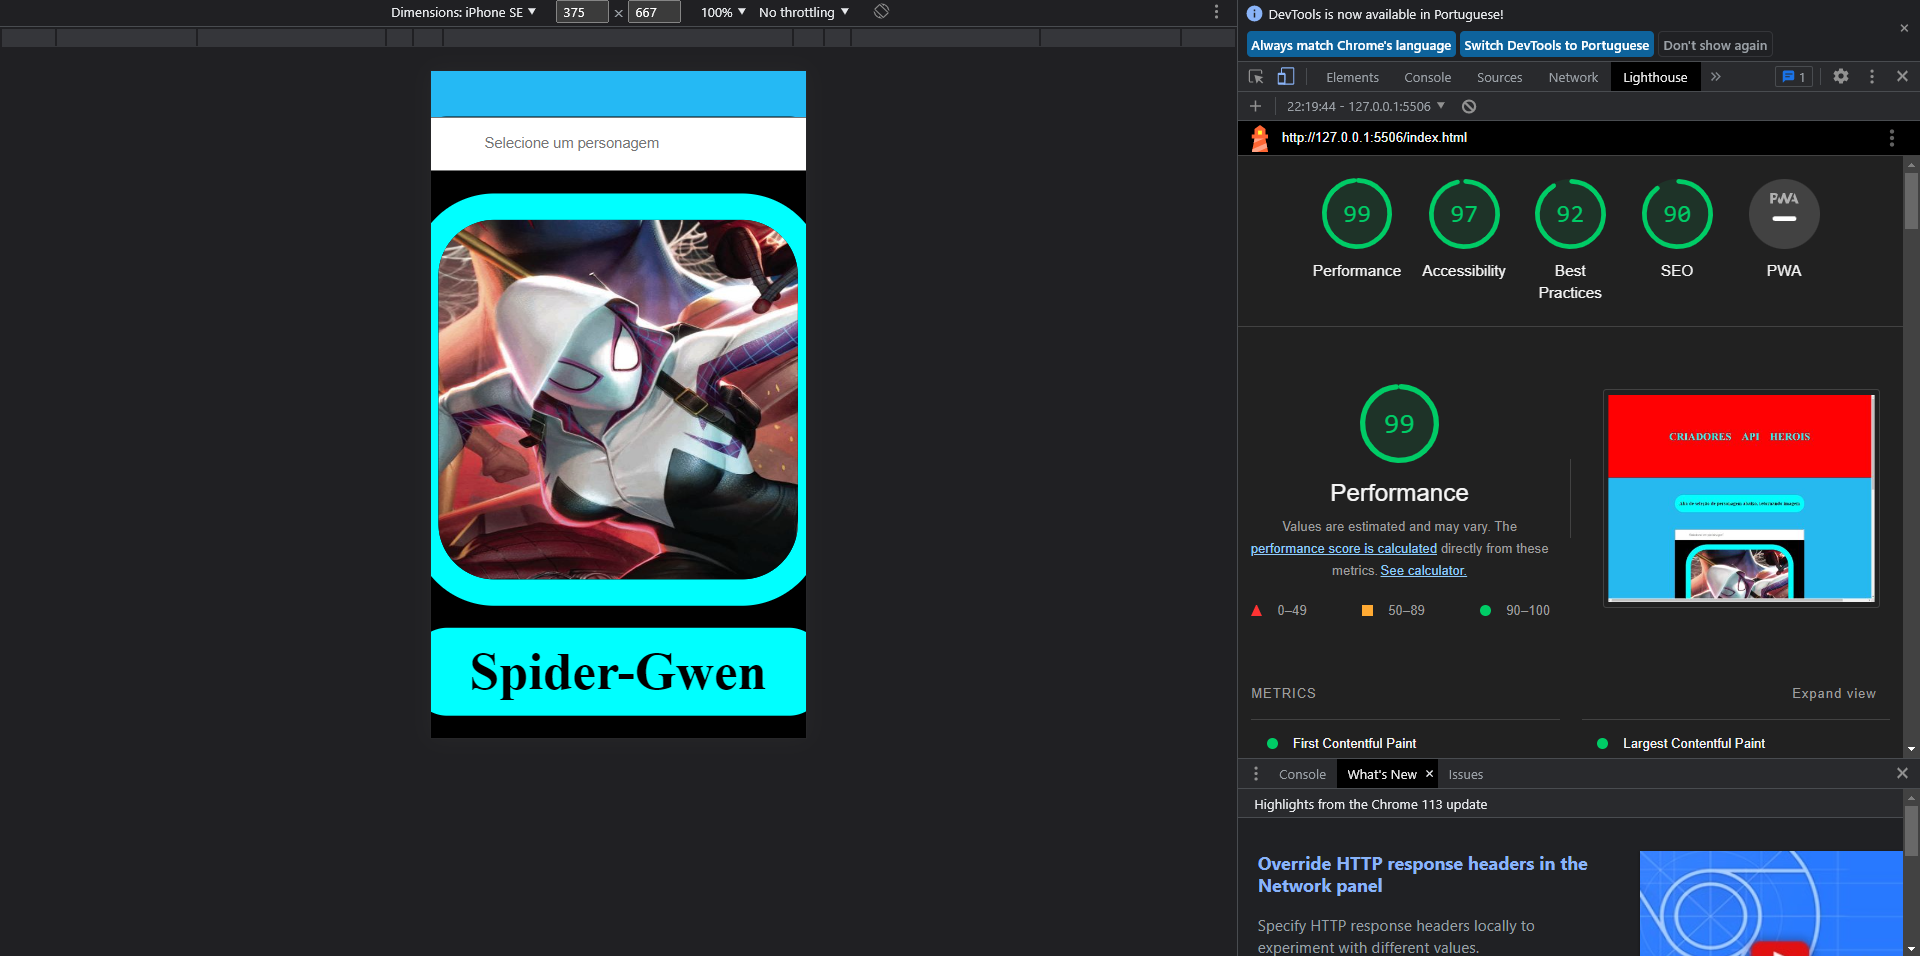 Dimensions: iPhone SE 375 × 667 100% No throttling
DevTools is now available in Portuguese!
Always match Chrome's language Switch DevTools to Portuguese Don't show again
Elements Console Sources Network Lighthouse 1
22:19:44 - 127.0.0.1:5506
http://127.0.0.1:5506/index.html
Selecione um personagem
Spider-Gwen
99 97 92 90 PWA
Performance Accessibility Best Practices SEO PWA
99
Performance
Values are estimated and may vary. The
performance score is calculated directly from these
metrics. See calculator.
0–49 50–89 90–100
CRIADORES API HEROIS
METRICS Expand view
First Contentful Paint Largest Contentful Paint
Console What's New Issues
Highlights from the Chrome 113 update
Override HTTP response headers in the
Network panel
Specify HTTP response headers locally to
experiment with different values.